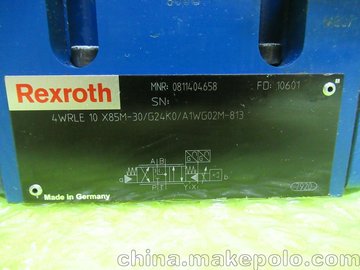 Rexroth
MNR: 0811404658 FD: 10601
SN:
4WRLE 10 X85M-30/G24K0/A1WG02M-813
A B
P T Y X
Made in Germany
7920
china.makepolo.com